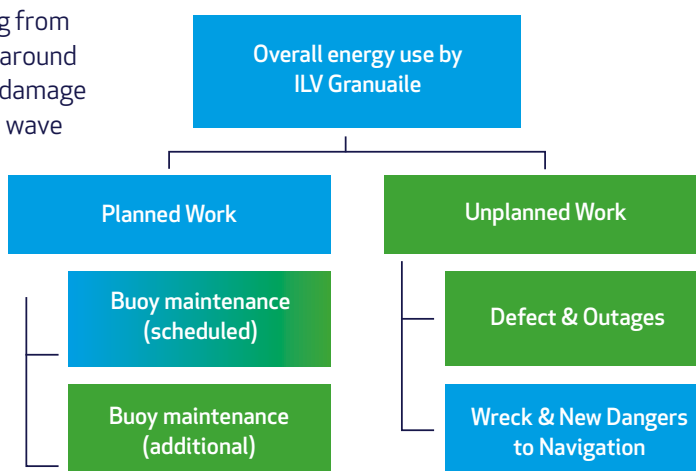 g from
around
damage
wave
Overall energy use by
ILV Granuaile
Planned Work
Unplanned Work
Buoy maintenance
(scheduled)
Defect & Outages
Buoy maintenance
(additional)
Wreck & New Dangers
to Navigation